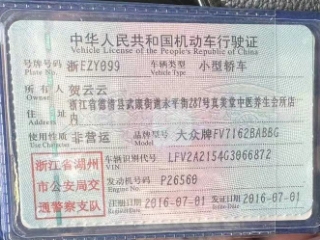 中华人民共和国机动车行驶证
Vehicle License of the People's Republic of China
号牌号码 浙EZY099 车辆类型 小型轿车
Plate No. Vehicle Type
所有人 贺云云
Owner
住址 浙江省德清县武康街道永平街287号真美堂中医养生会所店内
Address
使用性质 非营运 品牌型号 大众牌FV7162BABBG
Use Character Model
浙江省湖州
市公安局交
通警察支队
车辆识别代号 LFV2A2154G3066872
VIN
发动机号码 P26560
Engine No.
注册日期 2016-07-01 发证日期 2016-07-01
Register Date Issue Date